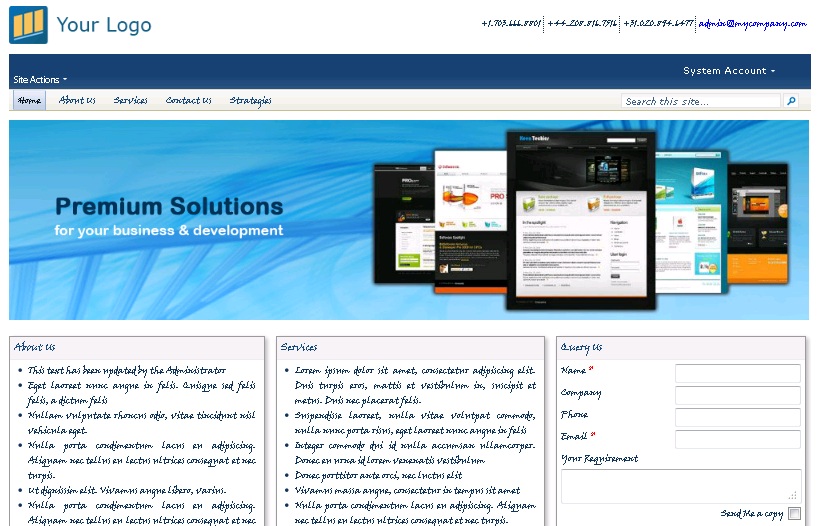 Your Logo
+1.703.666.8801 +44.208.816.7916 +31.020.894.6477 admin@mycompany.com
System Account
Site Actions
Home About Us Services Contact Us Strategies Search this site...
Premium Solutions
for your business & development
About Us
This text has been updated by the Administrator
Eget laoreet nunc augue in felis. Quisque sed felis
felis, a dictum felis
Nullam vulputate rhoncus odio, vitae tincidunt nisl
vehicula eget.
Nulla porta condimentum lacus eu adipiscing.
Aliquam nec tellus eu lectus ultrices consequat et nec
turpis.
Ut dignissim elit. Vivamus augue libero, varius.
Nulla porta condimentum lacus eu adipiscing.
Aliquam nec tellus eu lectus ultrices consequat et nec
Services
Lorem ipsum dolor sit amet, consectetur adipiscing elit.
Duis turpis eros, mattis et vestibulum in, suscipit et
metus. Duis nec placerat felis.
Suspendisse laoreet, nulla vitae volutpat commodo,
nulla nunc porta risus, eget laoreet nunc augue in felis
Integer commodo dui id nulla accumsan ullamcorper.
Donec eu urna id lorem venenatis vestibulum
Donec porttitor ante orci, nec luctus elit
Vivamus massa augue, consectetur in tempus sit amet
Nulla porta condimentum lacus eu adipiscing. Aliquam
nec tellus eu lectus ultrices consequat et nec turpis.
Query Us
Name *
Company
Phone
Email *
Your Requirement
Send Me a copy